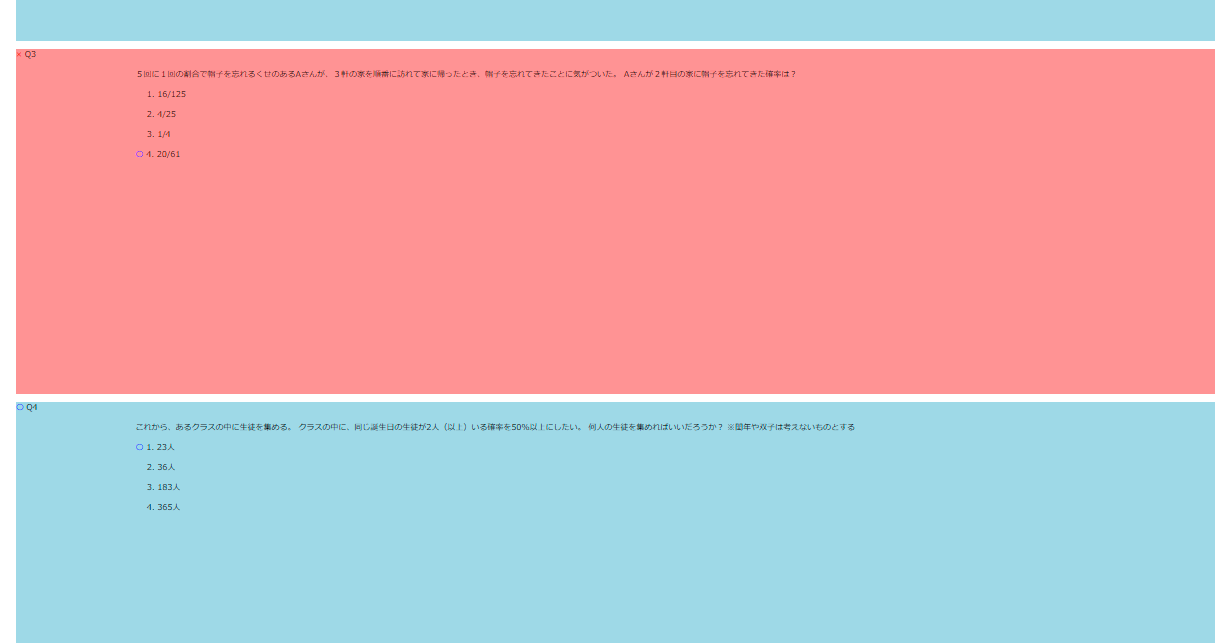 × Q3
５回に１回の割合で帽子を忘れるくせのあるAさんが、３軒の家を順番に訪れて家に帰ったとき、帽子を忘れてきたことに気がついた。 Aさんが２軒目の家に帽子を忘れてきた確率は？
1. 16/125
2. 4/25
3. 1/4
○ 4. 20/61
○ Q4
これから、あるクラスの中に生徒を集める。 クラスの中に、同じ誕生日の生徒が2人（以上）いる確率を50%以上にしたい。 何人の生徒を集めればいいだろうか？ ※閏年や双子は考えないものとする
○ 1. 23人
2. 36人
3. 183人
4. 365人